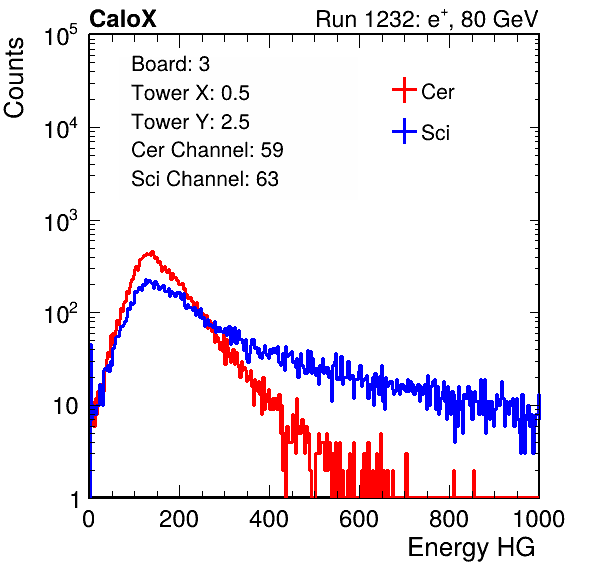 CaloX Run 1232: e⁺, 80 GeV
Counts
10⁵
10⁴
10³
10²
10
1
Board: 3
Tower X: 0.5
Tower Y: 2.5
Cer Channel: 59
Sci Channel: 63
Cer
Sci
0 200 400 600 800 1000
Energy HG